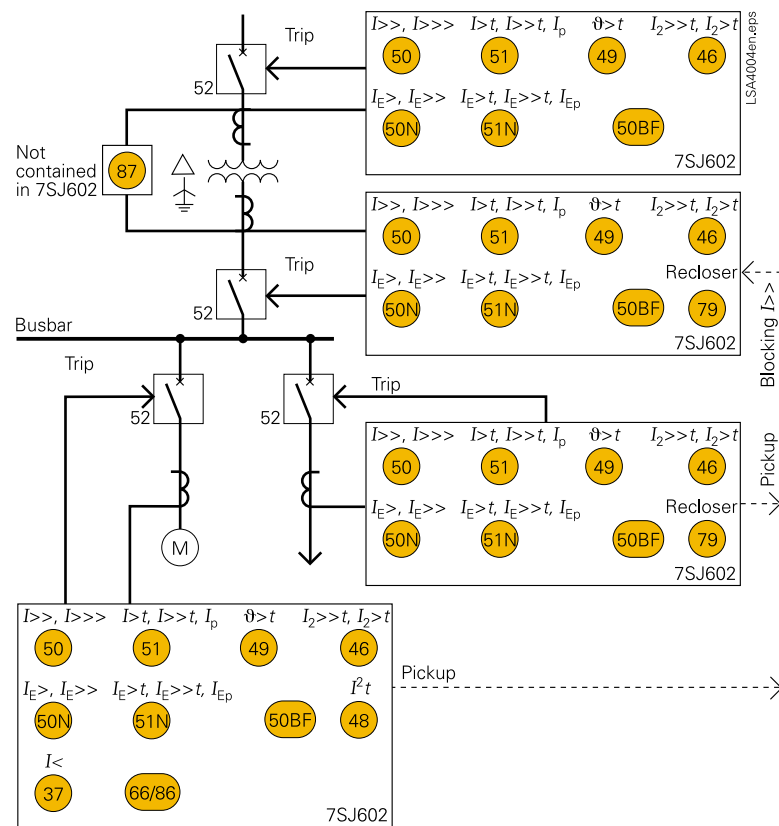 Trip
52
I>>, I>>> I>t, I>>t, Ip ϑ>t I2>>t, I2>t
50 51 49 46
IE>, IE>> IE>t, IE>>t, IEp
50N 51N 50BF
7SJ602
LSA4004en.eps
Not
contained
in 7SJ602
87
I>>, I>>> I>t, I>>t, Ip ϑ>t I2>>t, I2>t
50 51 49 46
Recloser
IE>, IE>> IE>t, IE>>t, IEp
50N 51N 50BF 79
7SJ602
Trip
52
Blocking I>>
Busbar
Trip
52
52
Trip
I>>, I>>> I>t, I>>t, Ip ϑ>t I2>>t, I2>t
50 51 49 46
Recloser
IE>, IE>> IE>t, IE>>t, IEp
50N 51N 50BF 79
7SJ602
Pickup
M
I>>, I>>> I>t, I>>t, Ip ϑ>t I2>>t, I2>t
50 51 49 46
IE>, IE>> IE>t, IE>>t, IEp I²t
50N 51N 50BF 48
I<
37 66/86
7SJ602
Pickup